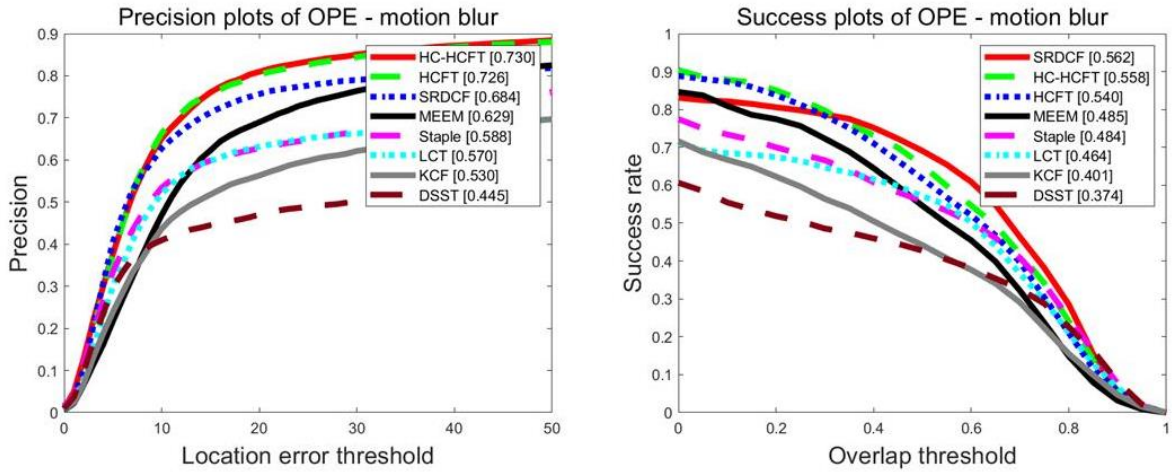 Precision plots of OPE - motion blur
0.9
0.8
0.7
0.6
0.5
0.4
0.3
0.2
0.1
0
Precision
HC-HCFT [0.730]
HCFT [0.726]
SRDCF [0.684]
MEEM [0.629]
Staple [0.588]
LCT [0.570]
KCF [0.530]
DSST [0.445]
0 10 20 30 40 50
Location error threshold
Success plots of OPE - motion blur
1
0.9
0.8
0.7
0.6
0.5
0.4
0.3
0.2
0.1
0
Success rate
SRDCF [0.562]
HC-HCFT [0.558]
HCFT [0.540]
MEEM [0.485]
Staple [0.484]
LCT [0.464]
KCF [0.401]
DSST [0.374]
0 0.2 0.4 0.6 0.8 1
Overlap threshold